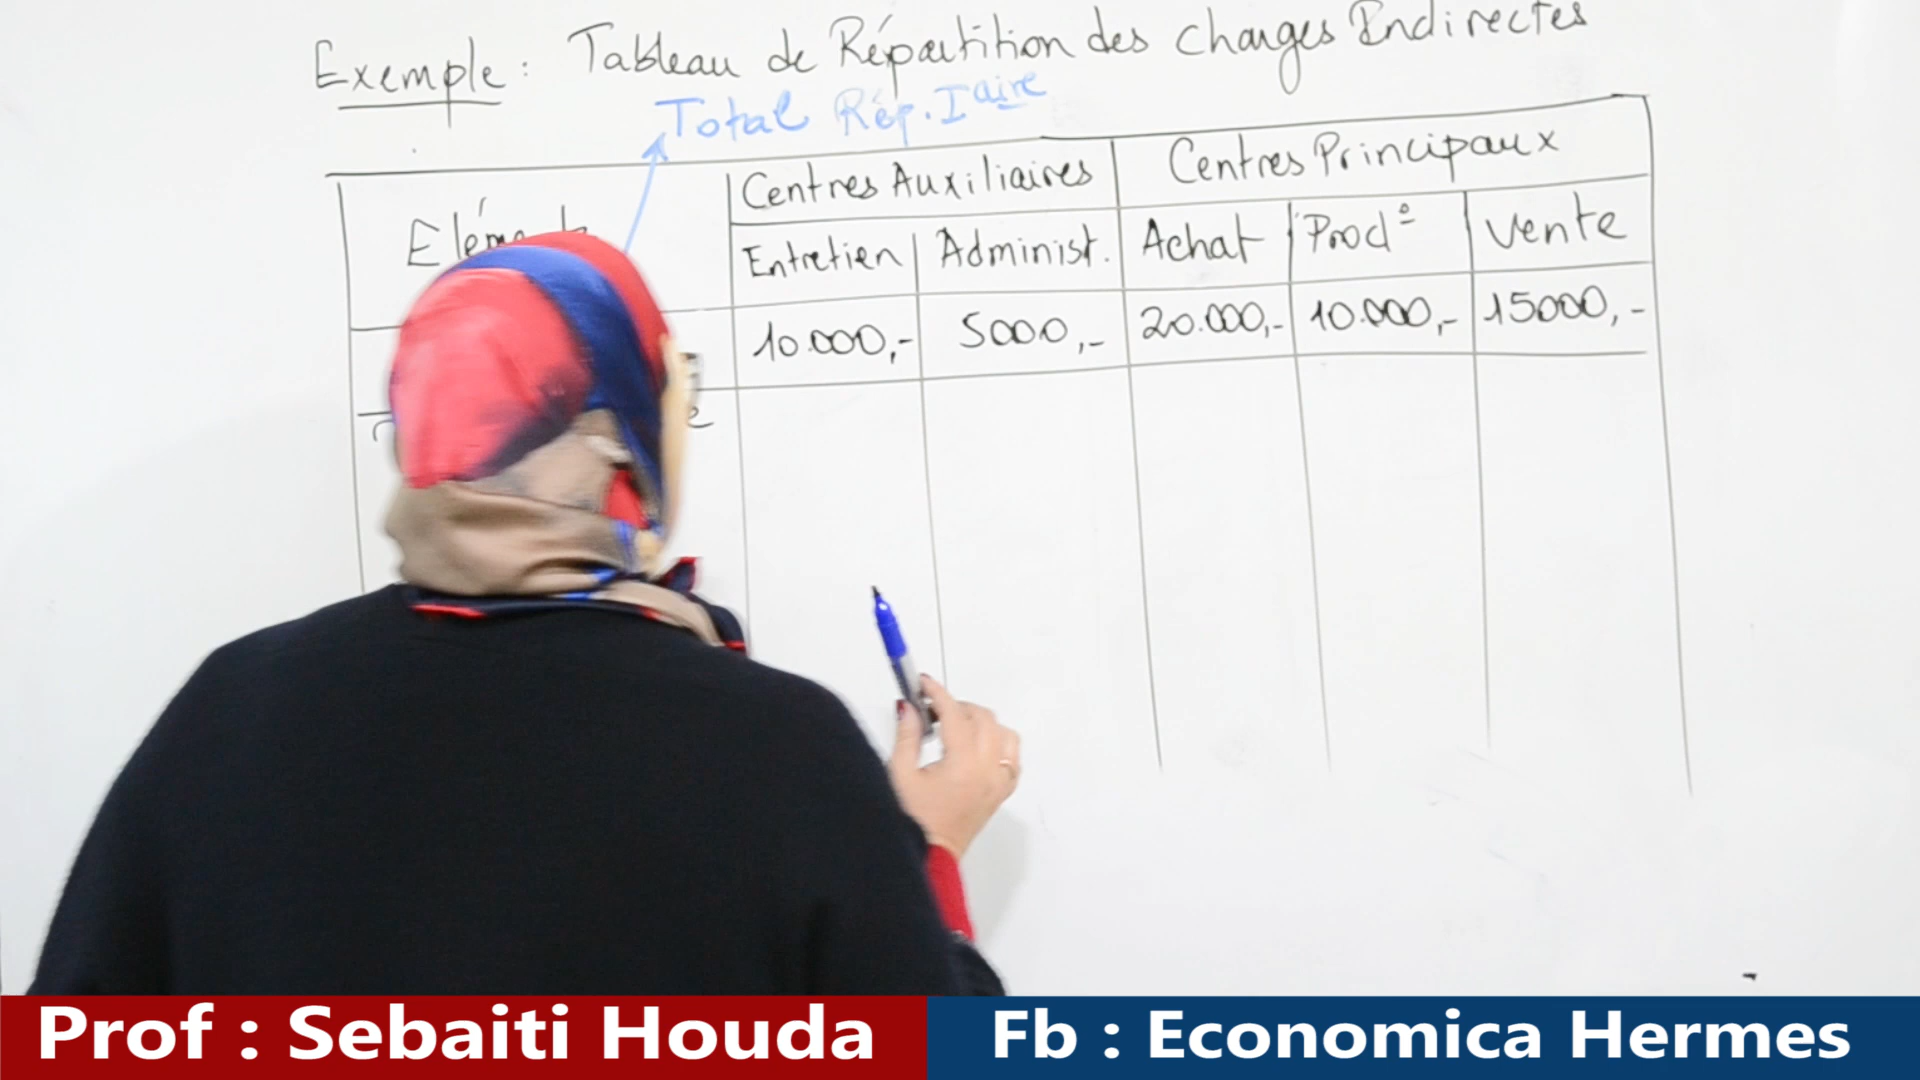 Exemple : Tableau de Répartition des charges Indirectes
Total Rép. Iaire
Centres Auxiliaires Centres Principaux
Entretien Administ. Achat Prod° Vente
10.000,- 5000,- 20.000,- 10.000,- 15000,-
Prof : Sebaiti Houda
Fb : Economica Hermes